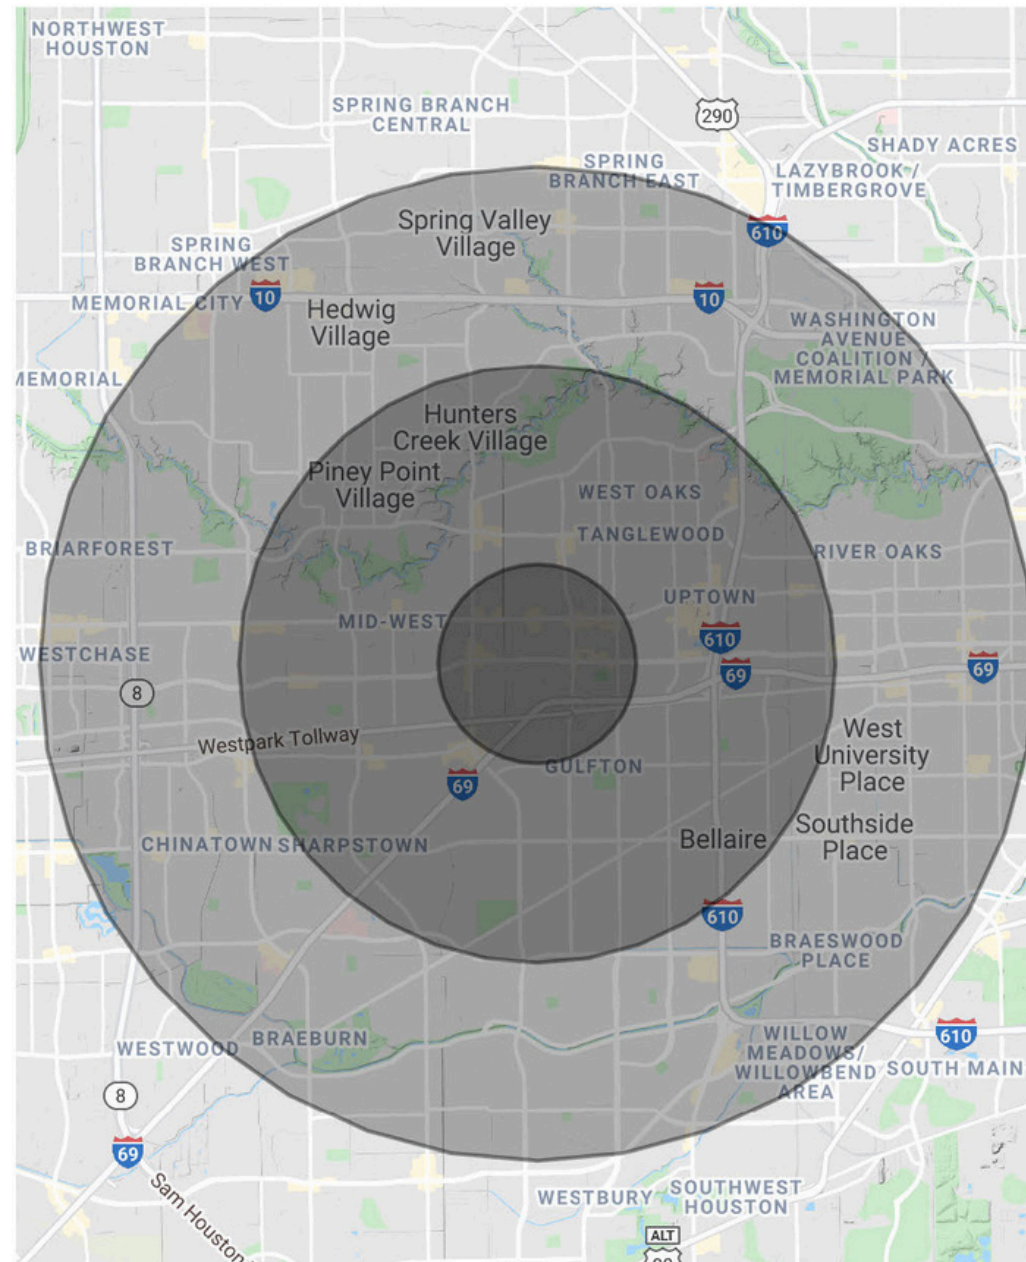 NORTHWEST
HOUSTON
SPRING BRANCH
CENTRAL
290
SHADY ACRES
SPRING
BRANCH EAST
LAZYBROOK /
TIMBERGROVE
Spring Valley
Village
610
SPRING
BRANCH WEST
MEMORIAL CITY
10
10
Hedwig
Village
WASHINGTON
AVENUE
COALITION /
MEMORIAL PARK
MEMORIAL
Hunters
Creek Village
Piney Point
Village
WEST OAKS
TANGLEWOOD
BRIARFOREST
RIVER OAKS
UPTOWN
MID-WEST
610
WESTCHASE
69
69
8
Westpark Tollway
West
University
Place
GULFTON
69
CHINATOWN
SHARPSTOWN
Bellaire
Southside
Place
610
BRAESWOOD
PLACE
WESTWOOD
BRAEBURN
WILLOW
MEADOWS/
WILLOWBEND
AREA
610
SOUTH MAIN
8
69
Sam Houston
WESTBURY
SOUTHWEST
HOUSTON
ALT